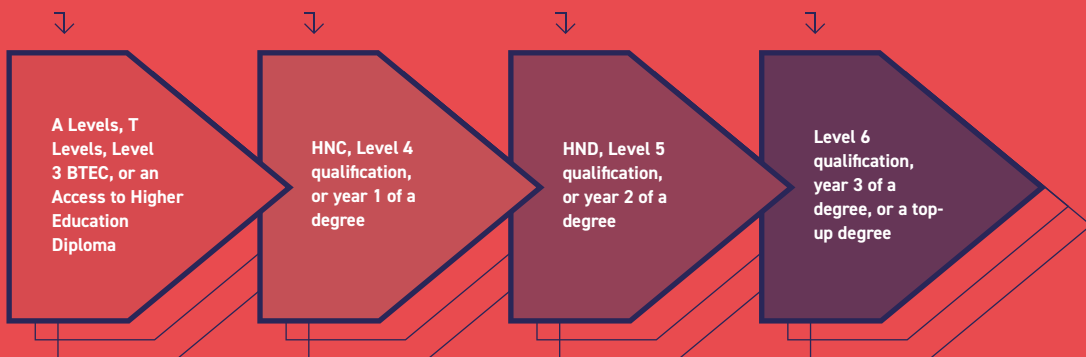 A Levels, T
Levels, Level
3 BTEC, or an
Access to Higher
Education
Diploma
HNC, Level 4
qualification,
or year 1 of a
degree
HND, Level 5
qualification,
or year 2 of a
degree
Level 6
qualification,
year 3 of a
degree, or a top-
up degree